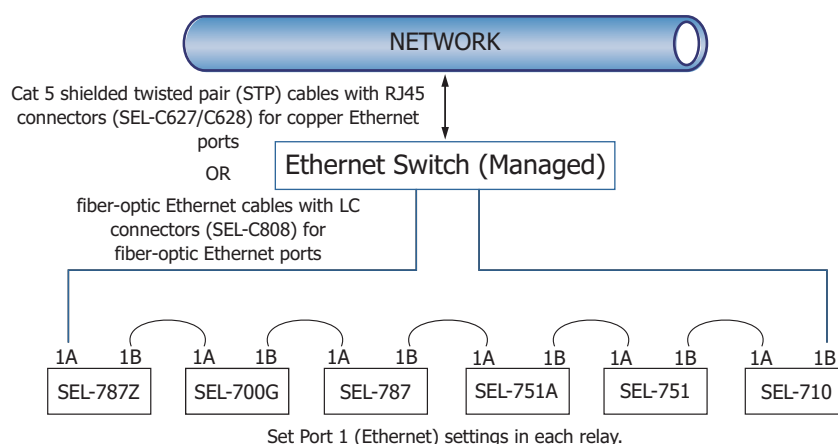 NETWORK
Cat 5 shielded twisted pair (STP) cables with RJ45
connectors (SEL-C627/C628) for copper Ethernet
ports
OR
fiber-optic Ethernet cables with LC
connectors (SEL-C808) for
fiber-optic Ethernet ports
Ethernet Switch (Managed)
1A 1B 1A 1B 1A 1B 1A 1B 1A 1B 1A 1B
SEL-787Z SEL-700G SEL-787 SEL-751A SEL-751 SEL-710
Set Port 1 (Ethernet) settings in each relay.